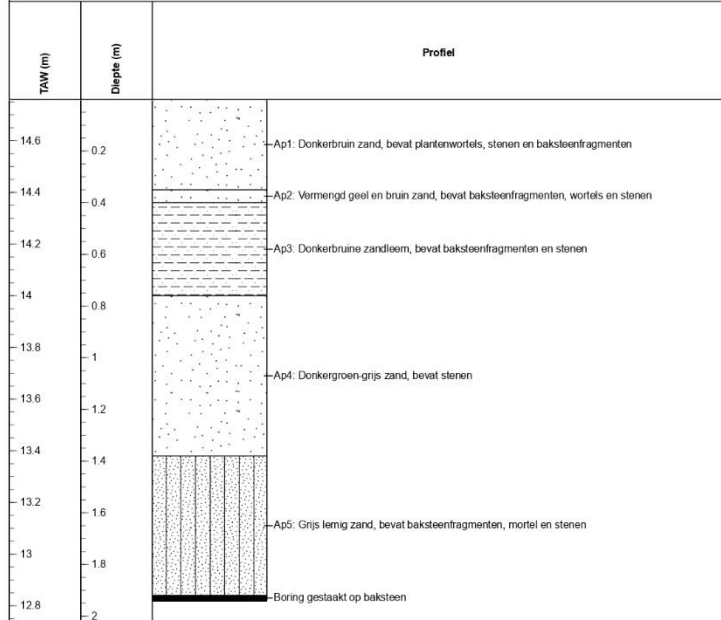 TAW (m)
Diepte (m)
Profiel
14.6
14.4
14.2
14
13.8
13.6
13.4
13.2
13
12.8
0.2
0.4
0.6
0.8
1
1.2
1.4
1.6
1.8
2
Ap1: Donkerbruin zand, bevat plantenwortels, stenen en baksteenfragmenten
Ap2: Vermengd geel en bruin zand, bevat baksteenfragmenten, wortels en stenen
Ap3: Donkerbruine zandleem, bevat baksteenfragmenten en stenen
Ap4: Donkergroen-grijs zand, bevat stenen
Ap5: Grijs lemig zand, bevat baksteenfragmenten, mortel en stenen
Boring gestaakt op baksteen